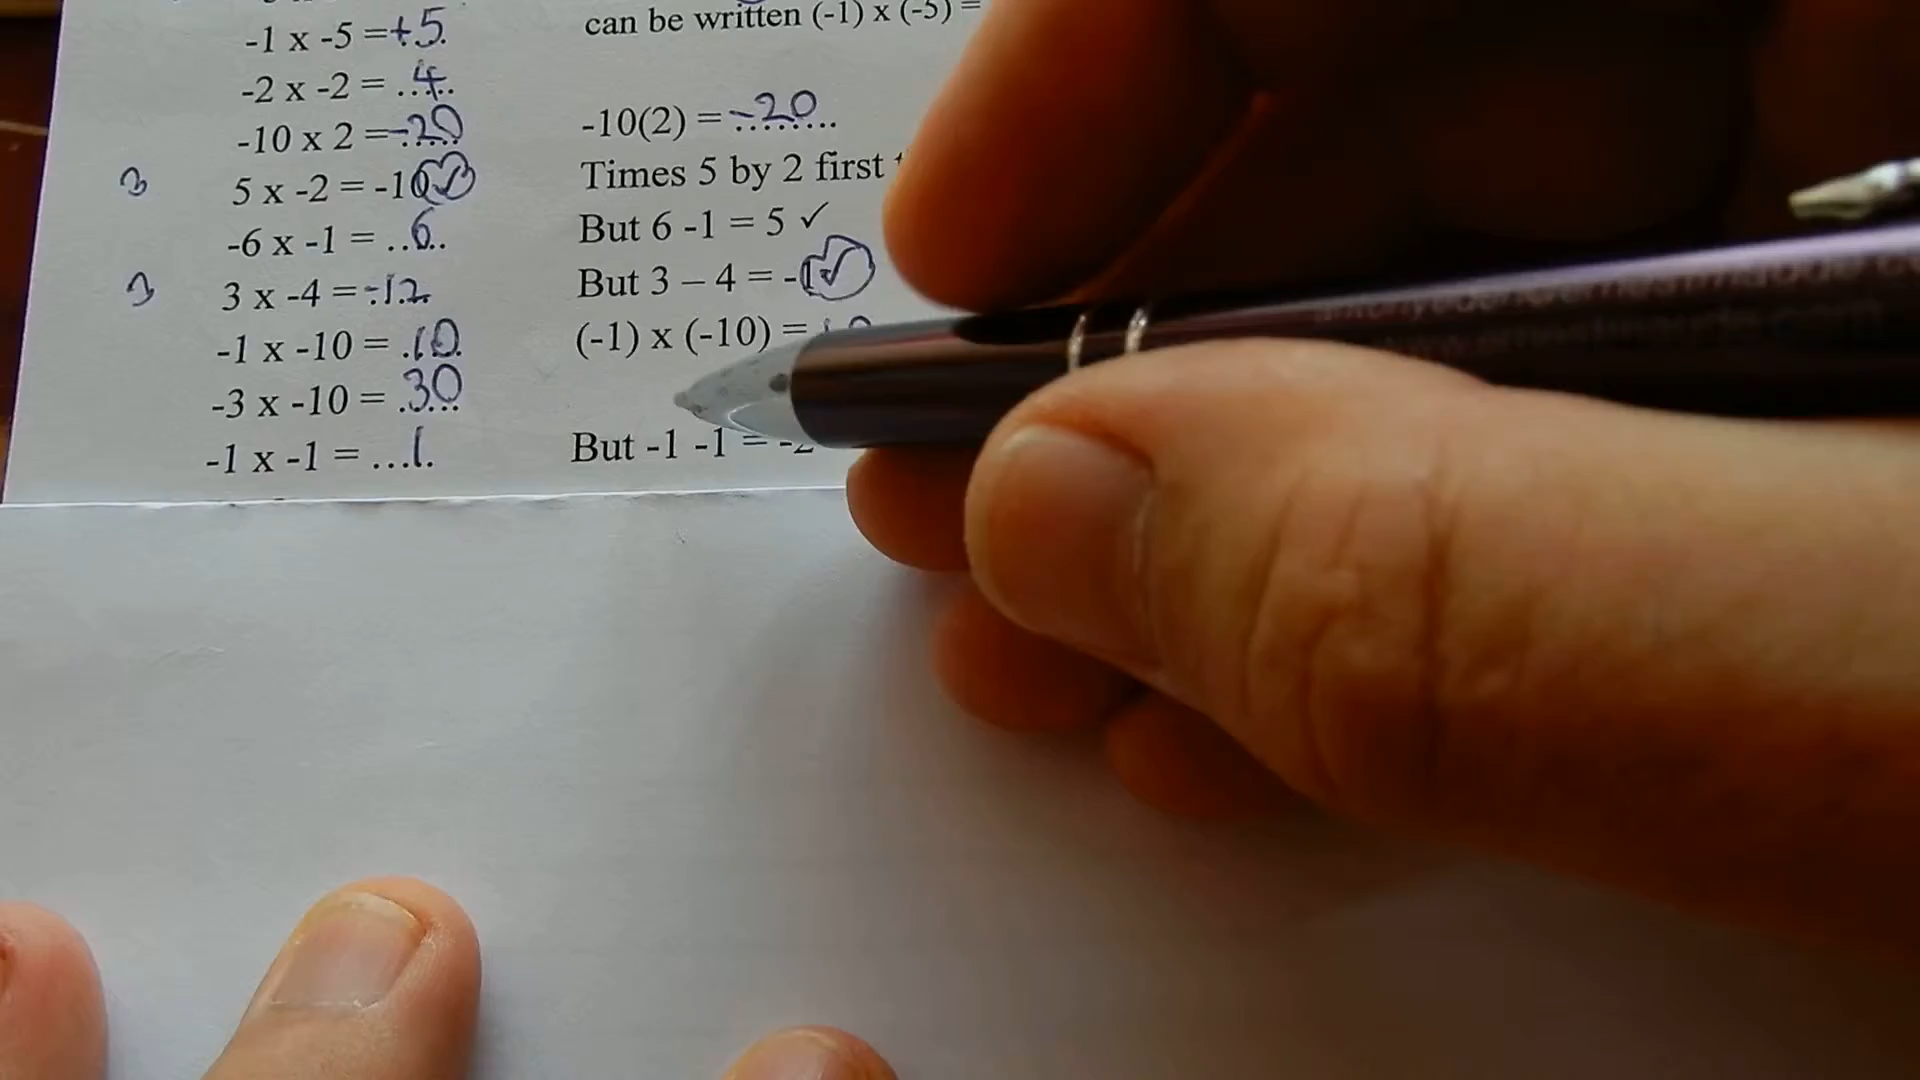 -1 x -5 = +5
can be written (-1) x (-5) =
-2 x -2 = ..4..
-10 x 2 = -20
-10(2) = -20
5 x -2 = -10
Times 5 by 2 first
-6 x -1 = ..6..
But 6 -1 = 5 ✓
3 x -4 = -12
But 3 – 4 = -1
-1 x -10 = .10.
(-1) x (-10) = 10
-3 x -10 = .30
-1 x -1 = ...1.
But -1 -1 = -2